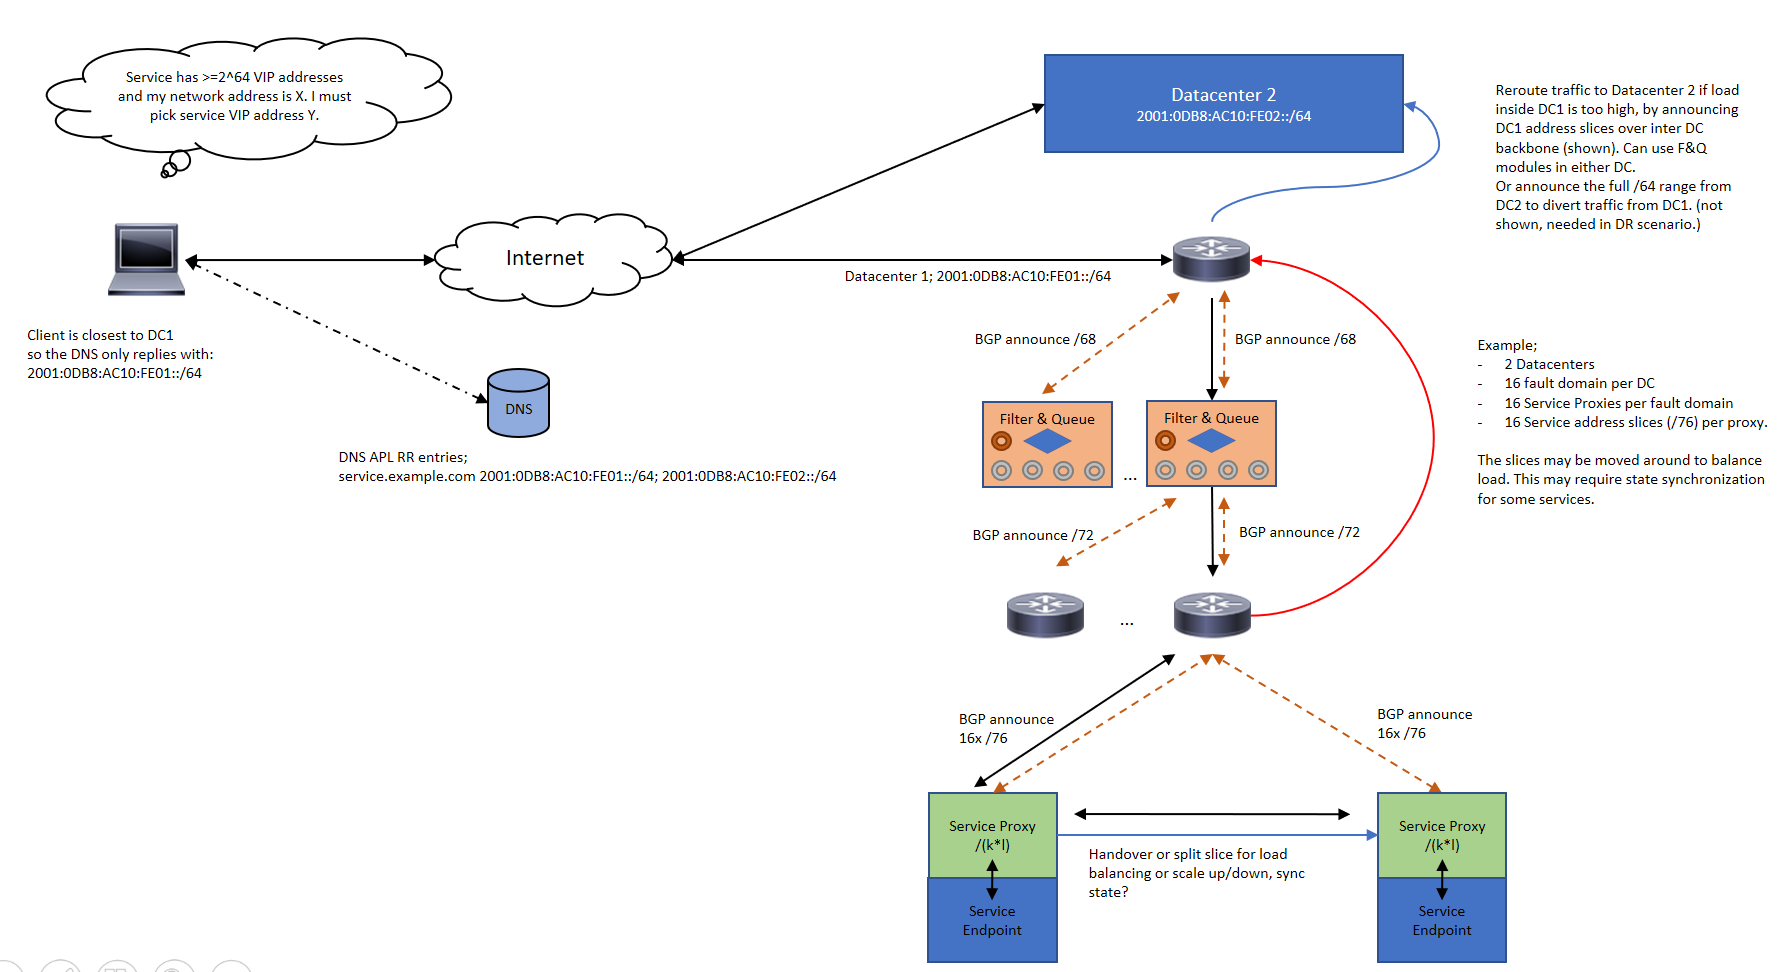 Service has >=2^64 VIP addresses
and my network address is X. I must
pick service VIP address Y.
Datacenter 2
2001:0DB8:AC10:FE02::/64
Reroute traffic to Datacenter 2 if load
inside DC1 is too high, by announcing
DC1 address slices over inter DC
backbone (shown). Can use F&Q
modules in either DC.
Or announce the full /64 range from
DC2 to divert traffic from DC1. (not
shown, needed in DR scenario.)
Internet
Datacenter 1; 2001:0DB8:AC10:FE01::/64
Client is closest to DC1
so the DNS only replies with:
2001:0DB8:AC10:FE01::/64
DNS
DNS APL RR entries;
service.example.com 2001:0DB8:AC10:FE01::/64; 2001:0DB8:AC10:FE02::/64
BGP announce /68
BGP announce /68
Example;
- 2 Datacenters
- 16 fault domain per DC
- 16 Service Proxies per fault domain
- 16 Service address slices (/76) per proxy.
The slices may be moved around to balance
load. This may require state synchronization
for some services.
Filter & Queue
...
Filter & Queue
BGP announce /72
BGP announce /72
...
BGP announce
16x /76
BGP announce
16x /76
Service Proxy
/(k*l)
Service
Endpoint
Handover or split slice for load
balancing or scale up/down, sync
state?
Service Proxy
/(k*l)
Service
Endpoint